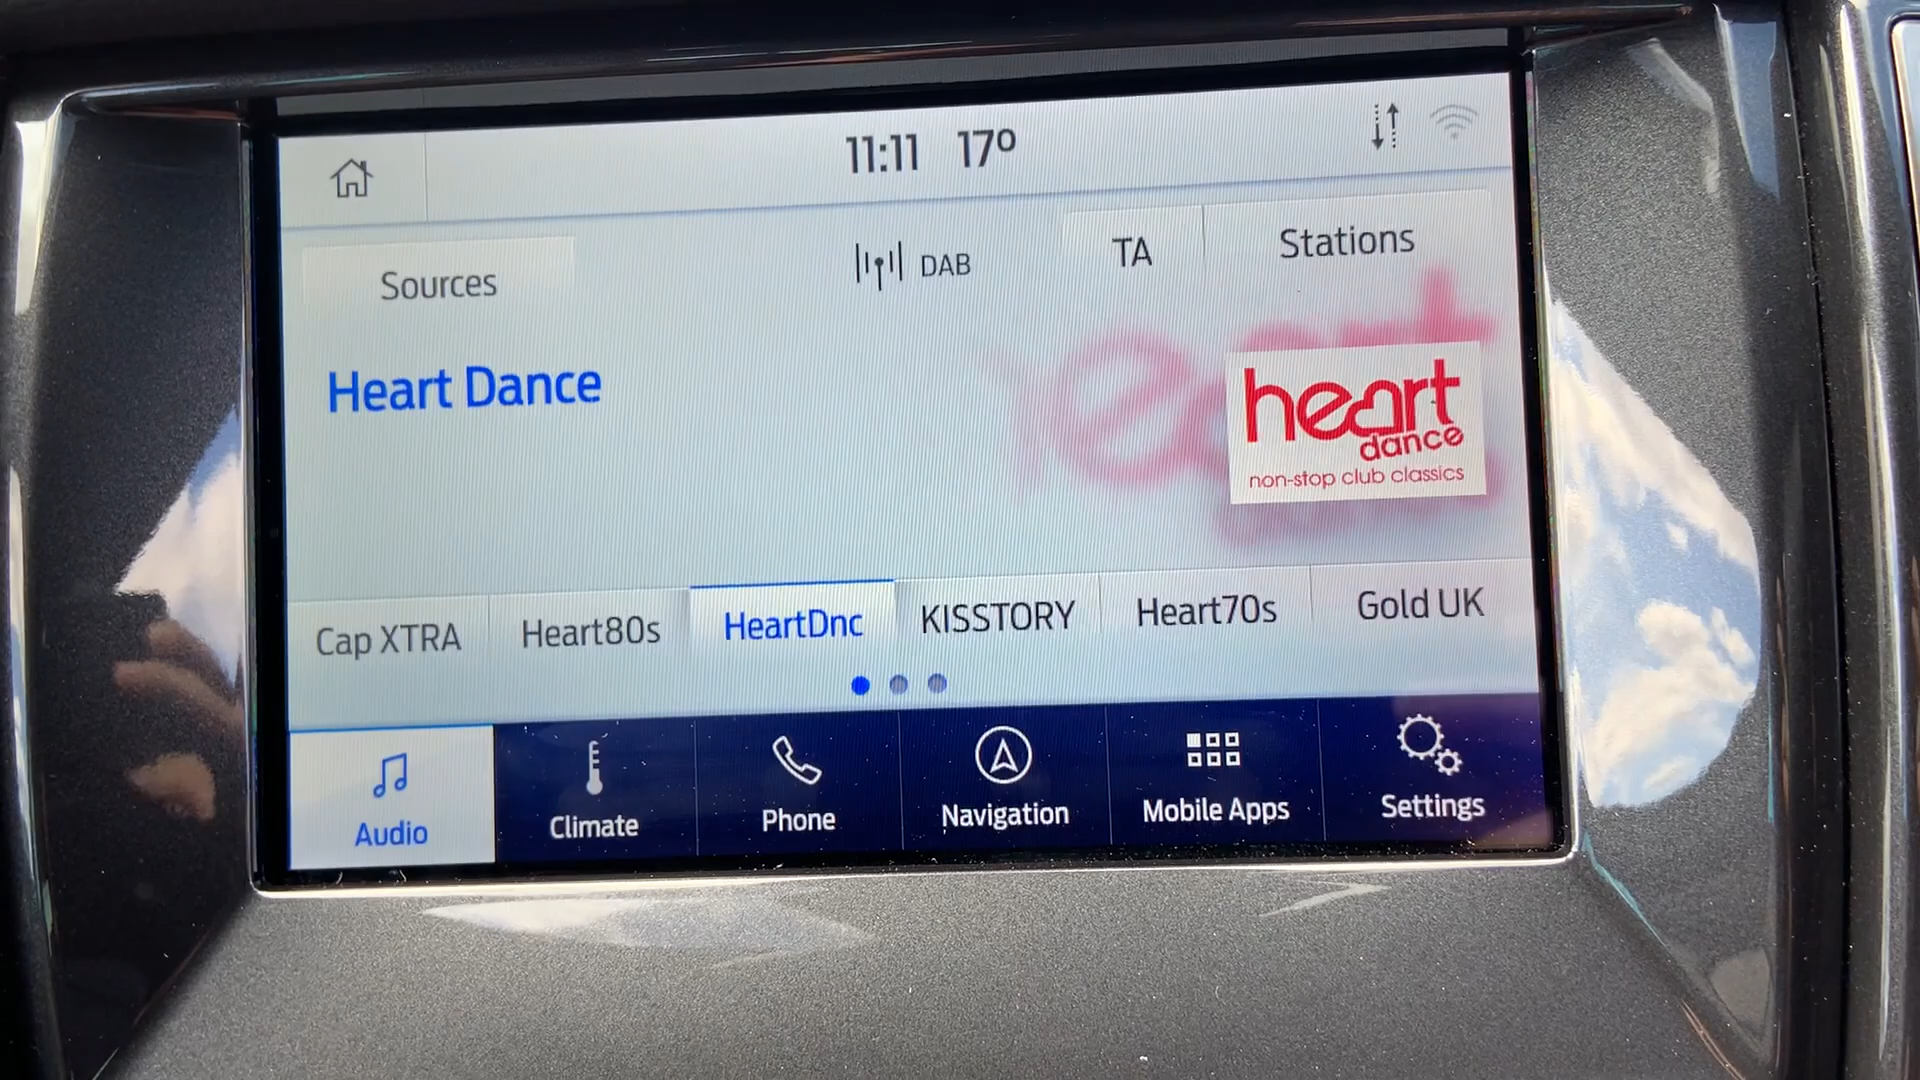 11:11 17º
Sources
DAB
TA
Stations
Heart Dance
heart
dance
non-stop club classics
Cap XTRA
Heart80s
HeartDnc
KISSTORY
Heart70s
Gold UK
Audio
Climate
Phone
Navigation
Mobile Apps
Settings